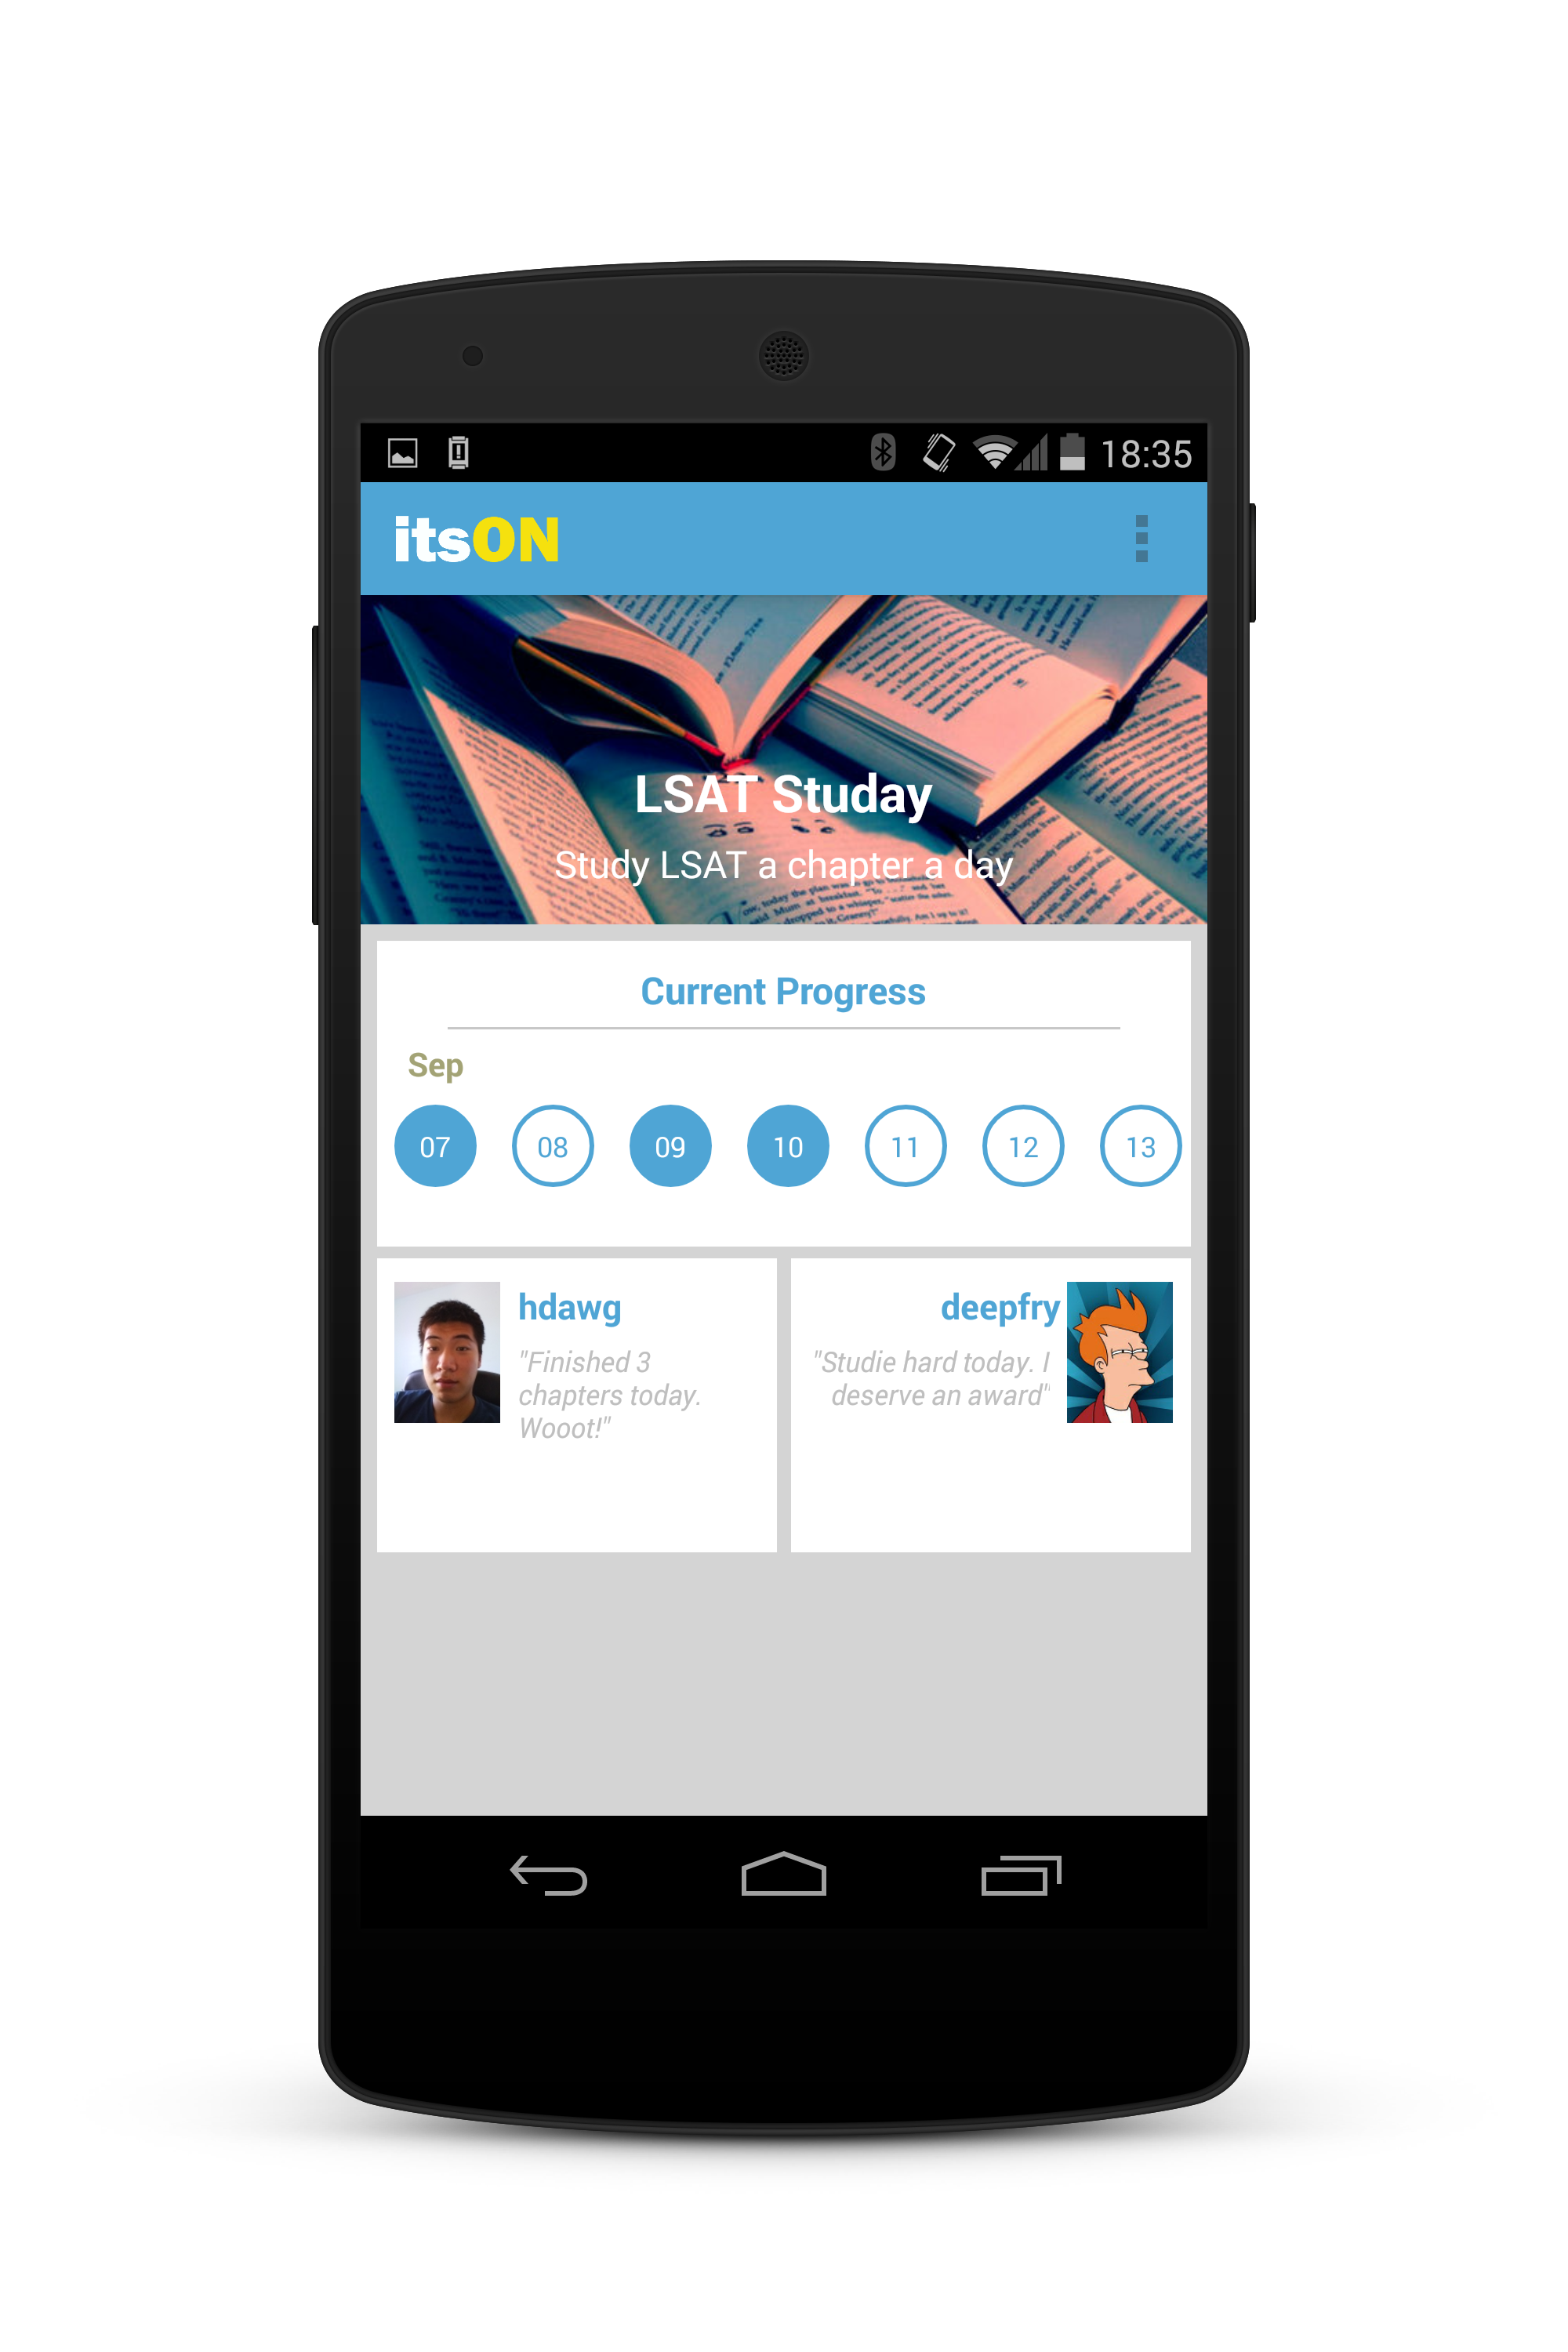 18:35
itsON
LSAT Studay
Study LSAT a chapter a day
Current Progress
Sep
07 08 09 10 11 12 13
hdawg
"Finished 3
chapters today.
Wooot!"
deepfry
"Studie hard today. I
deserve an award"